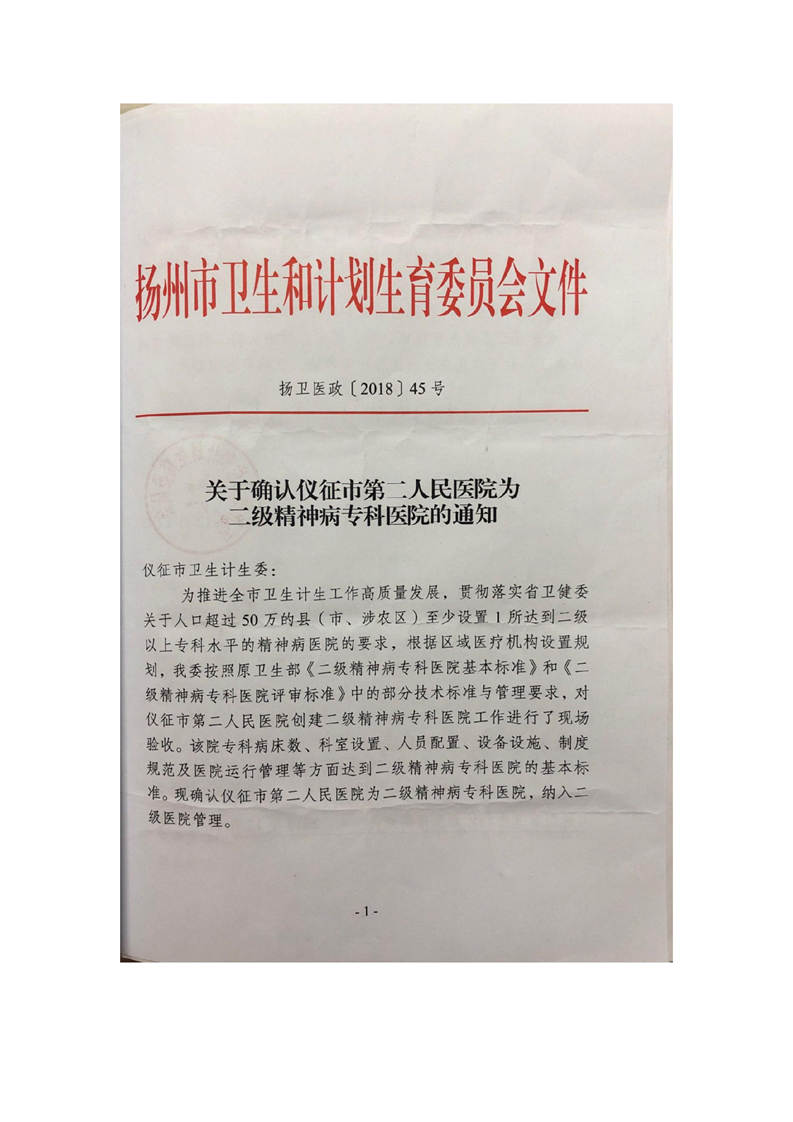 扬州市卫生和计划生育委员会文件
扬卫医政〔2018〕45号
关于确认仪征市第二人民医院为
二级精神病专科医院的通知
仪征市卫生计生委：
为推进全市卫生计生工作高质量发展，贯彻落实省卫健委
关于人口超过50万的县（市、涉农区）至少设置1所达到二级
以上专科水平的精神病医院的要求，根据区域医疗机构设置规
划，我委按照原卫生部《二级精神病专科医院基本标准》和《二
级精神病专科医院评审标准》中的部分技术标准与管理要求，对
仪征市第二人民医院创建二级精神病专科医院工作进行了现场
验收。该院专科病床数、科室设置、人员配置、设备设施、制度
规范及医院运行管理等方面达到二级精神病专科医院的基本标
准。现确认仪征市第二人民医院为二级精神病专科医院，纳入二
级医院管理。
- 1 -